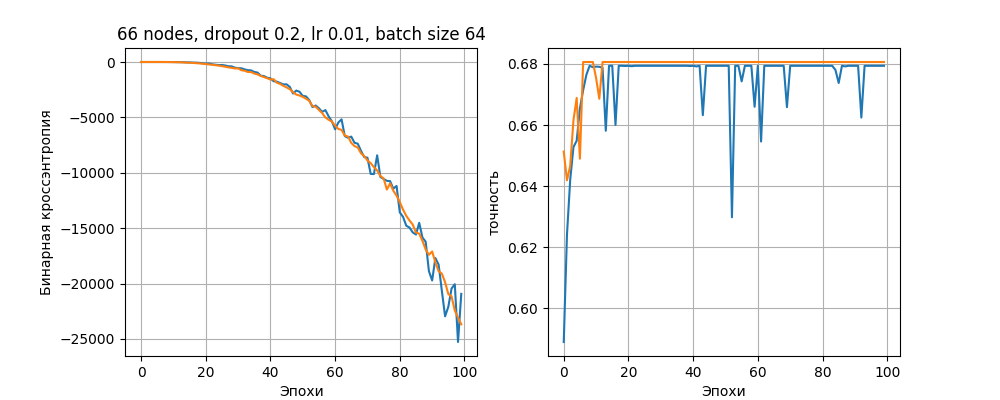 66 nodes, dropout 0.2, lr 0.01, batch size 64
Бинарная кроссэнтропия
0
−5000
−10000
−15000
−20000
−25000
0 20 40 60 80 100
Эпохи
точность
0.68
0.66
0.64
0.62
0.60
0 20 40 60 80 100
Эпохи